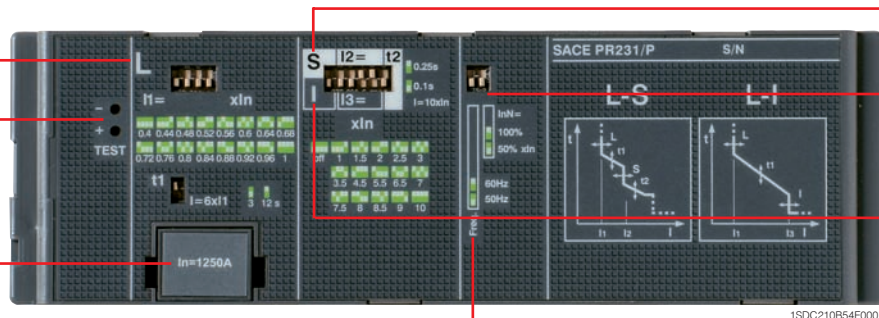 L
I1= xIn
0.4 0.44 0.48 0.52 0.56 0.6 0.64 0.68
0.72 0.76 0.8 0.84 0.88 0.92 0.96 1
-
+
TEST
t1
I=6xI1
3 12 s
In=1250A
S I2= t2
I I3=
0.25s
0.1s
I=10xIn
xIn
off 1 1.5 2 2.5 3
3.5 4.5 5.5 6.5 7
7.5 8 8.5 9 10
InN=
100%
50% xIn
60Hz
50Hz
Freq.
SACE PR231/P S/N
L-S
t
L
t1
S
t2
I1 I2 I
L-I
t
L
t1
I
I1 I3 I
1SDC210B54F0001